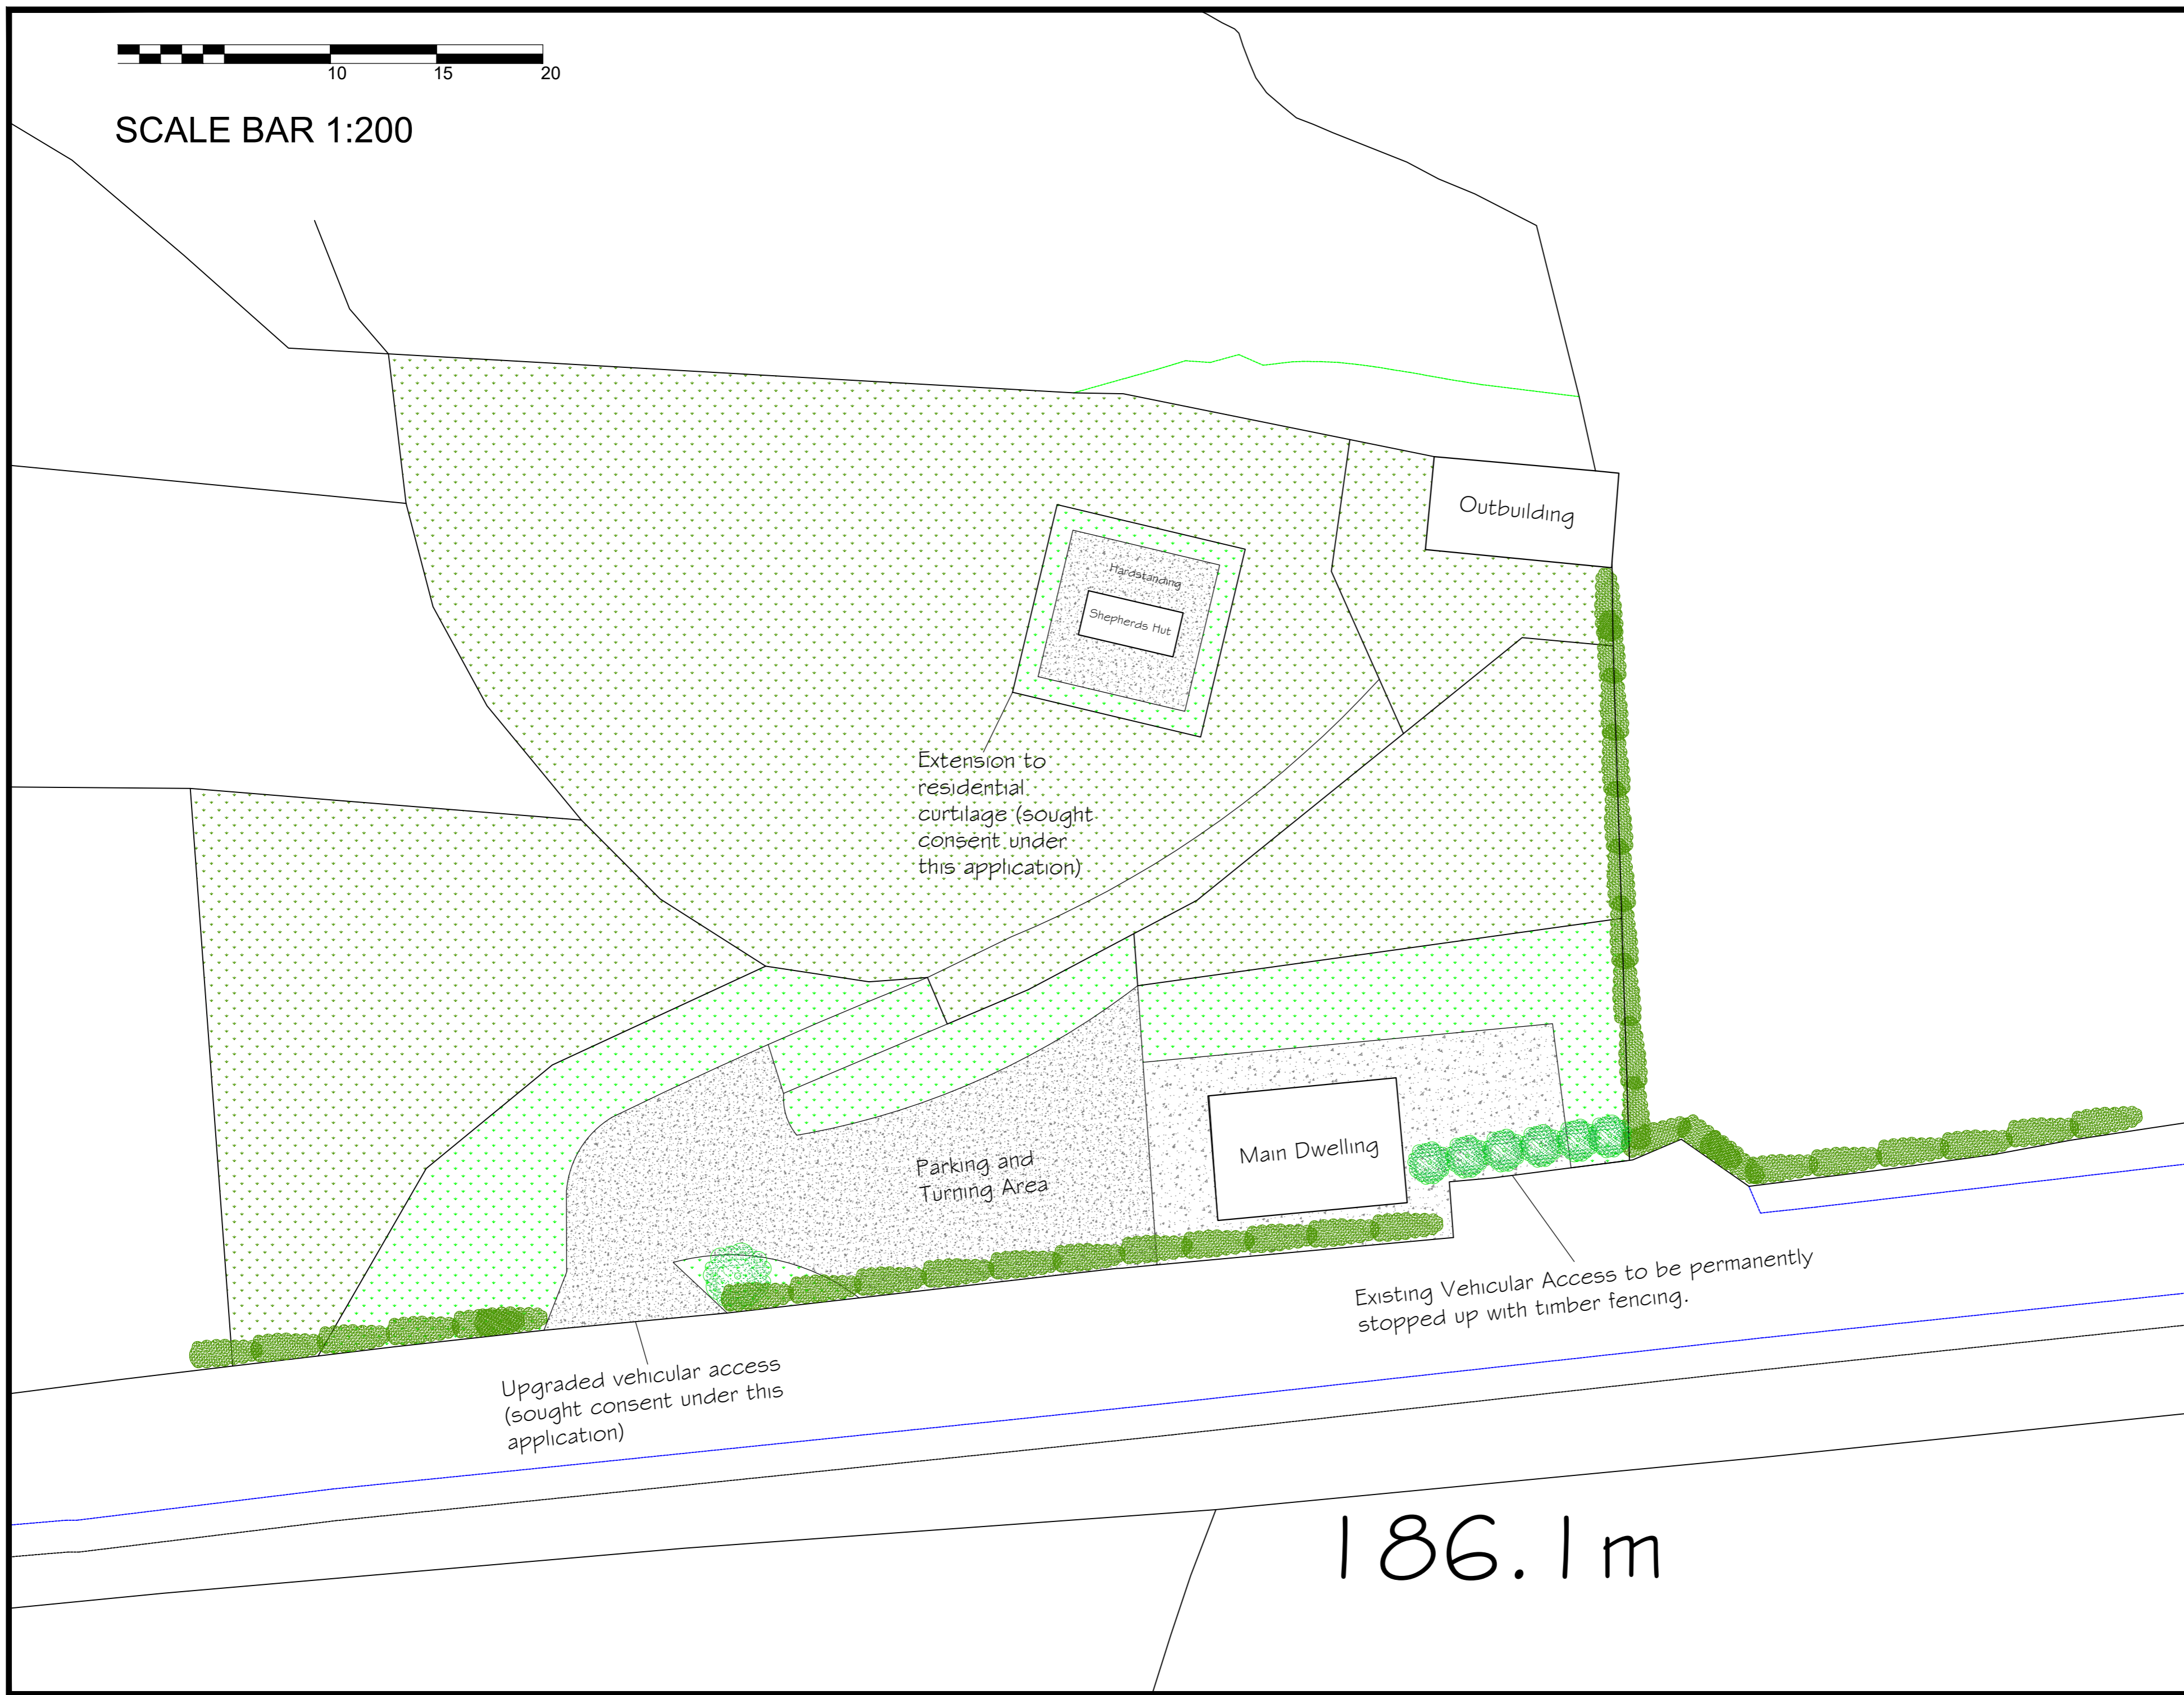 10 15 20
SCALE BAR 1:200
Outbuilding
Hardstanding
Shepherds Hut
Extension to
residential
curtilage (sought
consent under
this application)
Main Dwelling
Parking and
Turning Area
Existing Vehicular Access to be permanently
stopped up with timber fencing.
Upgraded vehicular access
(sought consent under this
application)
186.1m